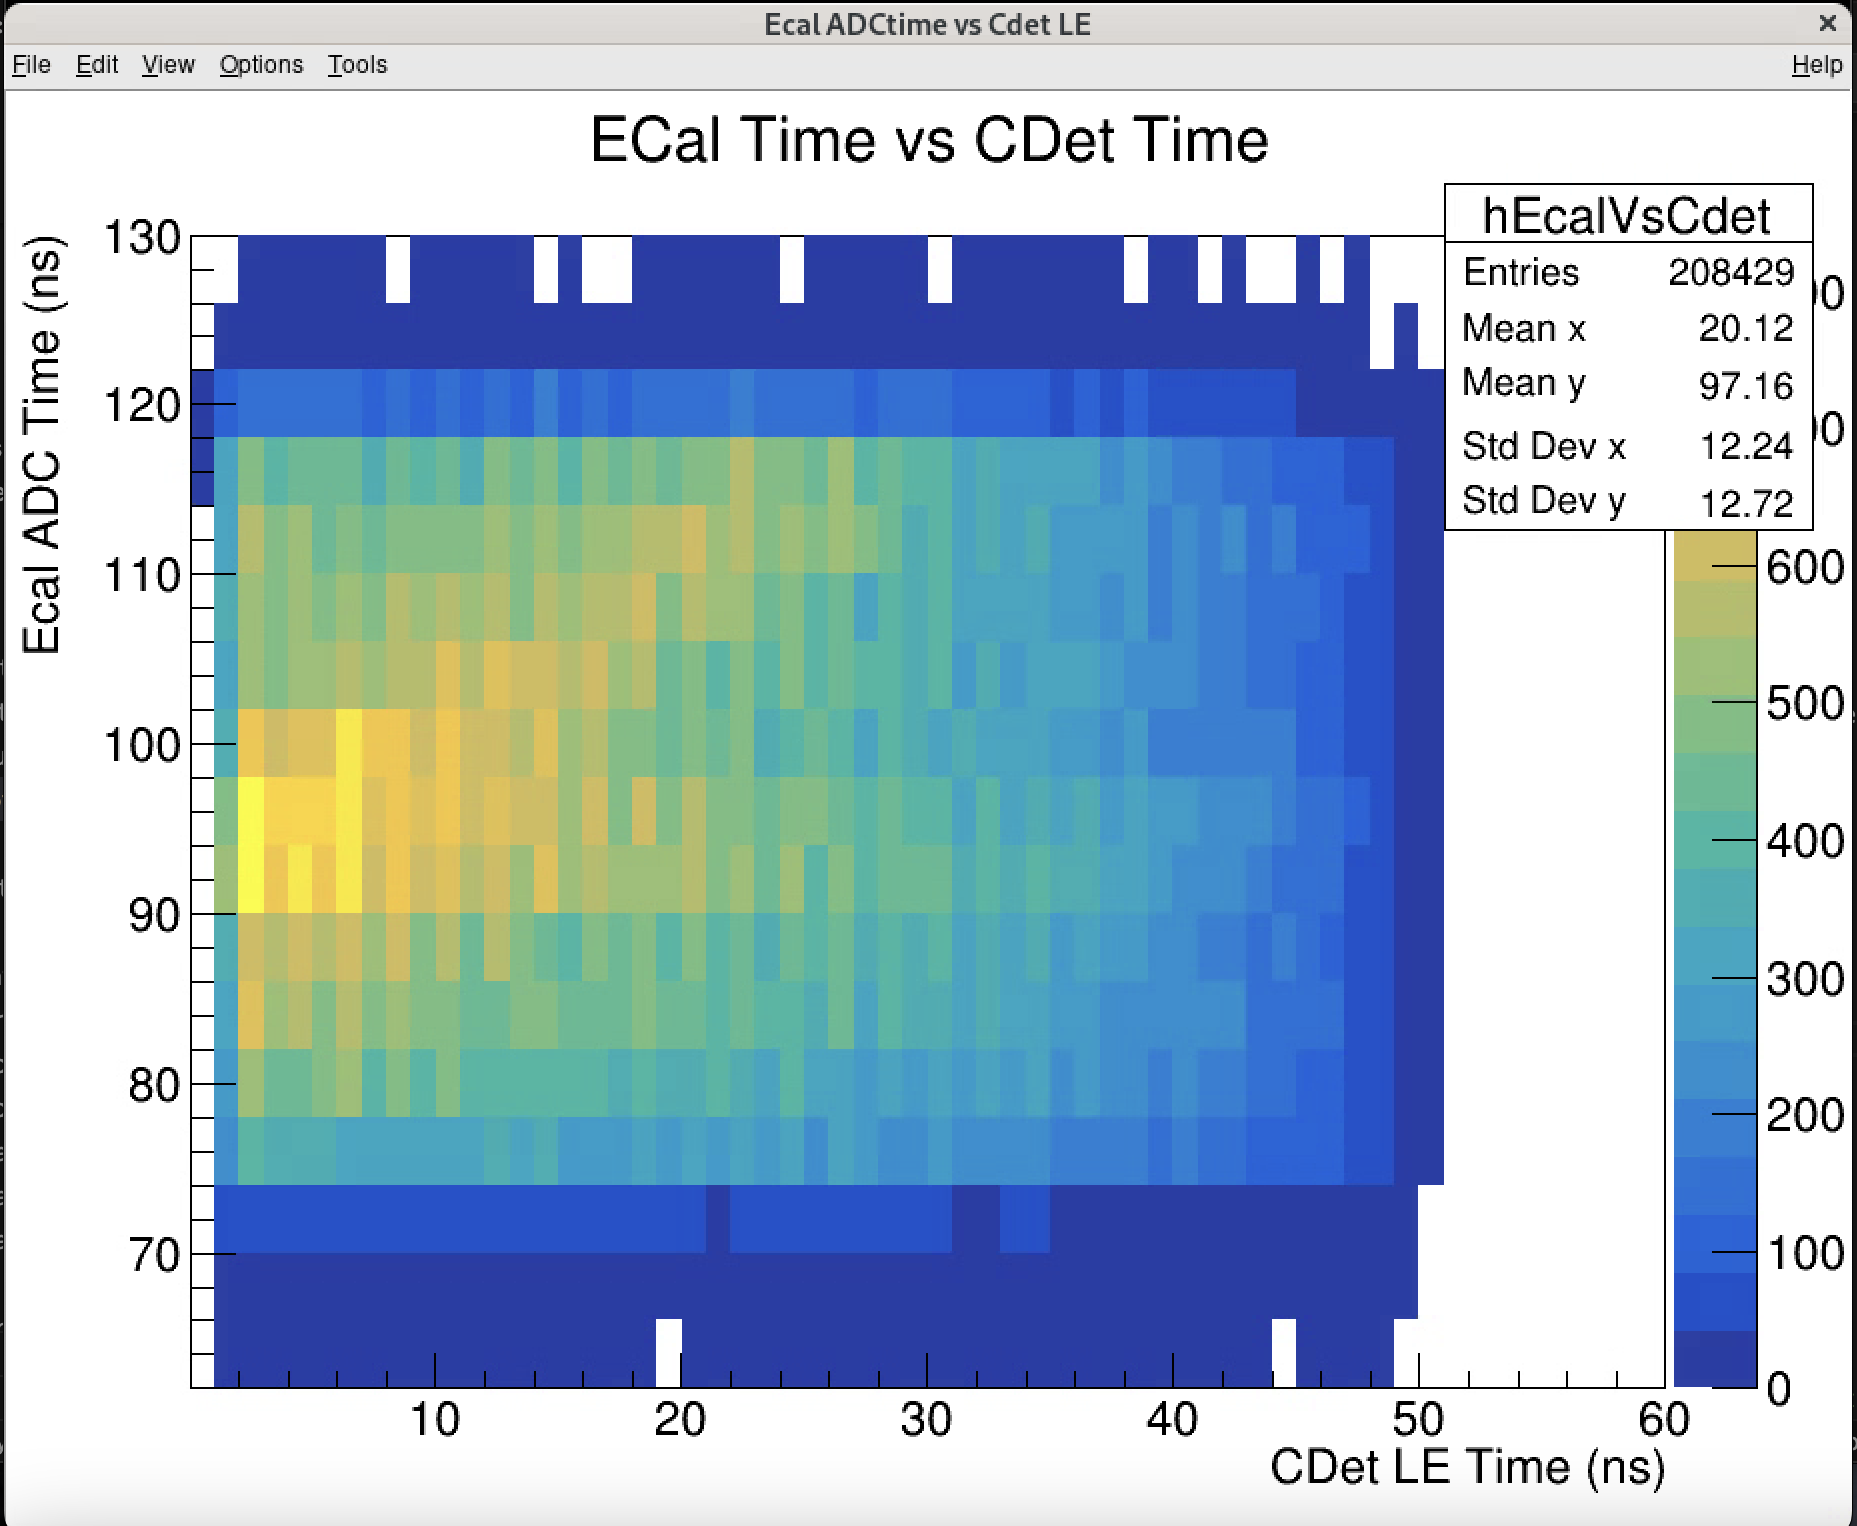 Ecal ADCtime vs Cdet LE
File Edit View Options Tools Help
ECal Time vs CDet Time
hEcalVsCdet
Entries 208429
Mean x 20.12
Mean y 97.16
Std Dev x 12.24
Std Dev y 12.72
Ecal ADC Time (ns)
130
120
110
100
90
80
70
10 20 30 40 50 60
CDet LE Time (ns)
600
500
400
300
200
100
0